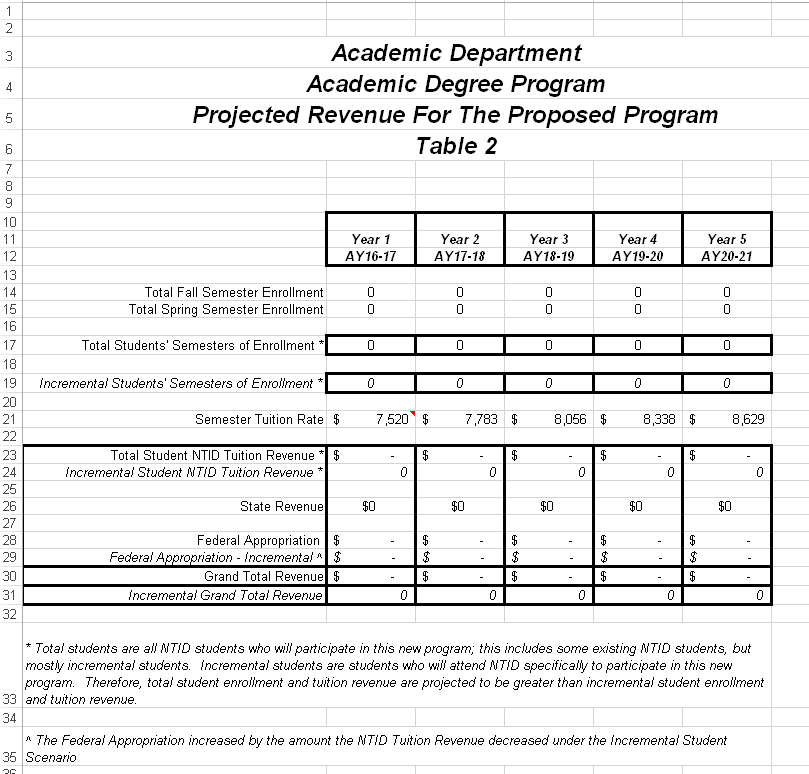 1
2
3 Academic Department
4 Academic Degree Program
5 Projected Revenue For The Proposed Program
6 Table 2
7
8
9
10
11 Year 1 Year 2 Year 3 Year 4 Year 5
12 AY16-17 AY17-18 AY18-19 AY19-20 AY20-21
13
14 Total Fall Semester Enrollment 0 0 0 0 0
15 Total Spring Semester Enrollment 0 0 0 0 0
16
17 Total Students' Semesters of Enrollment * 0 0 0 0 0
18
19 Incremental Students' Semesters of Enrollment * 0 0 0 0 0
20
21 Semester Tuition Rate $ 7,520 $ 7,783 $ 8,056 $ 8,338 $ 8,629
22
23 Total Student NTID Tuition Revenue * $ - $ - $ - $ - $ -
24 Incremental Student NTID Tuition Revenue * 0 0 0 0 0
25
26 State Revenue $0 $0 $0 $0 $0
27
28 Federal Appropriation $ - $ - $ - $ - $ -
29 Federal Appropriation - Incremental ^ $ - $ - $ - $ - $ -
30 Grand Total Revenue $ - $ - $ - $ - $ -
31 Incremental Grand Total Revenue 0 0 0 0 0
32
* Total students are all NTID students who will participate in this new program; this includes some existing NTID students, but
mostly incremental students. Incremental students are students who will attend NTID specifically to participate in this new
program. Therefore, total student enrollment and tuition revenue are projected to be greater than incremental student enrollment
33 and tuition revenue.
34
^ The Federal Appropriation increased by the amount the NTID Tuition Revenue decreased under the Incremental Student
35 Scenario